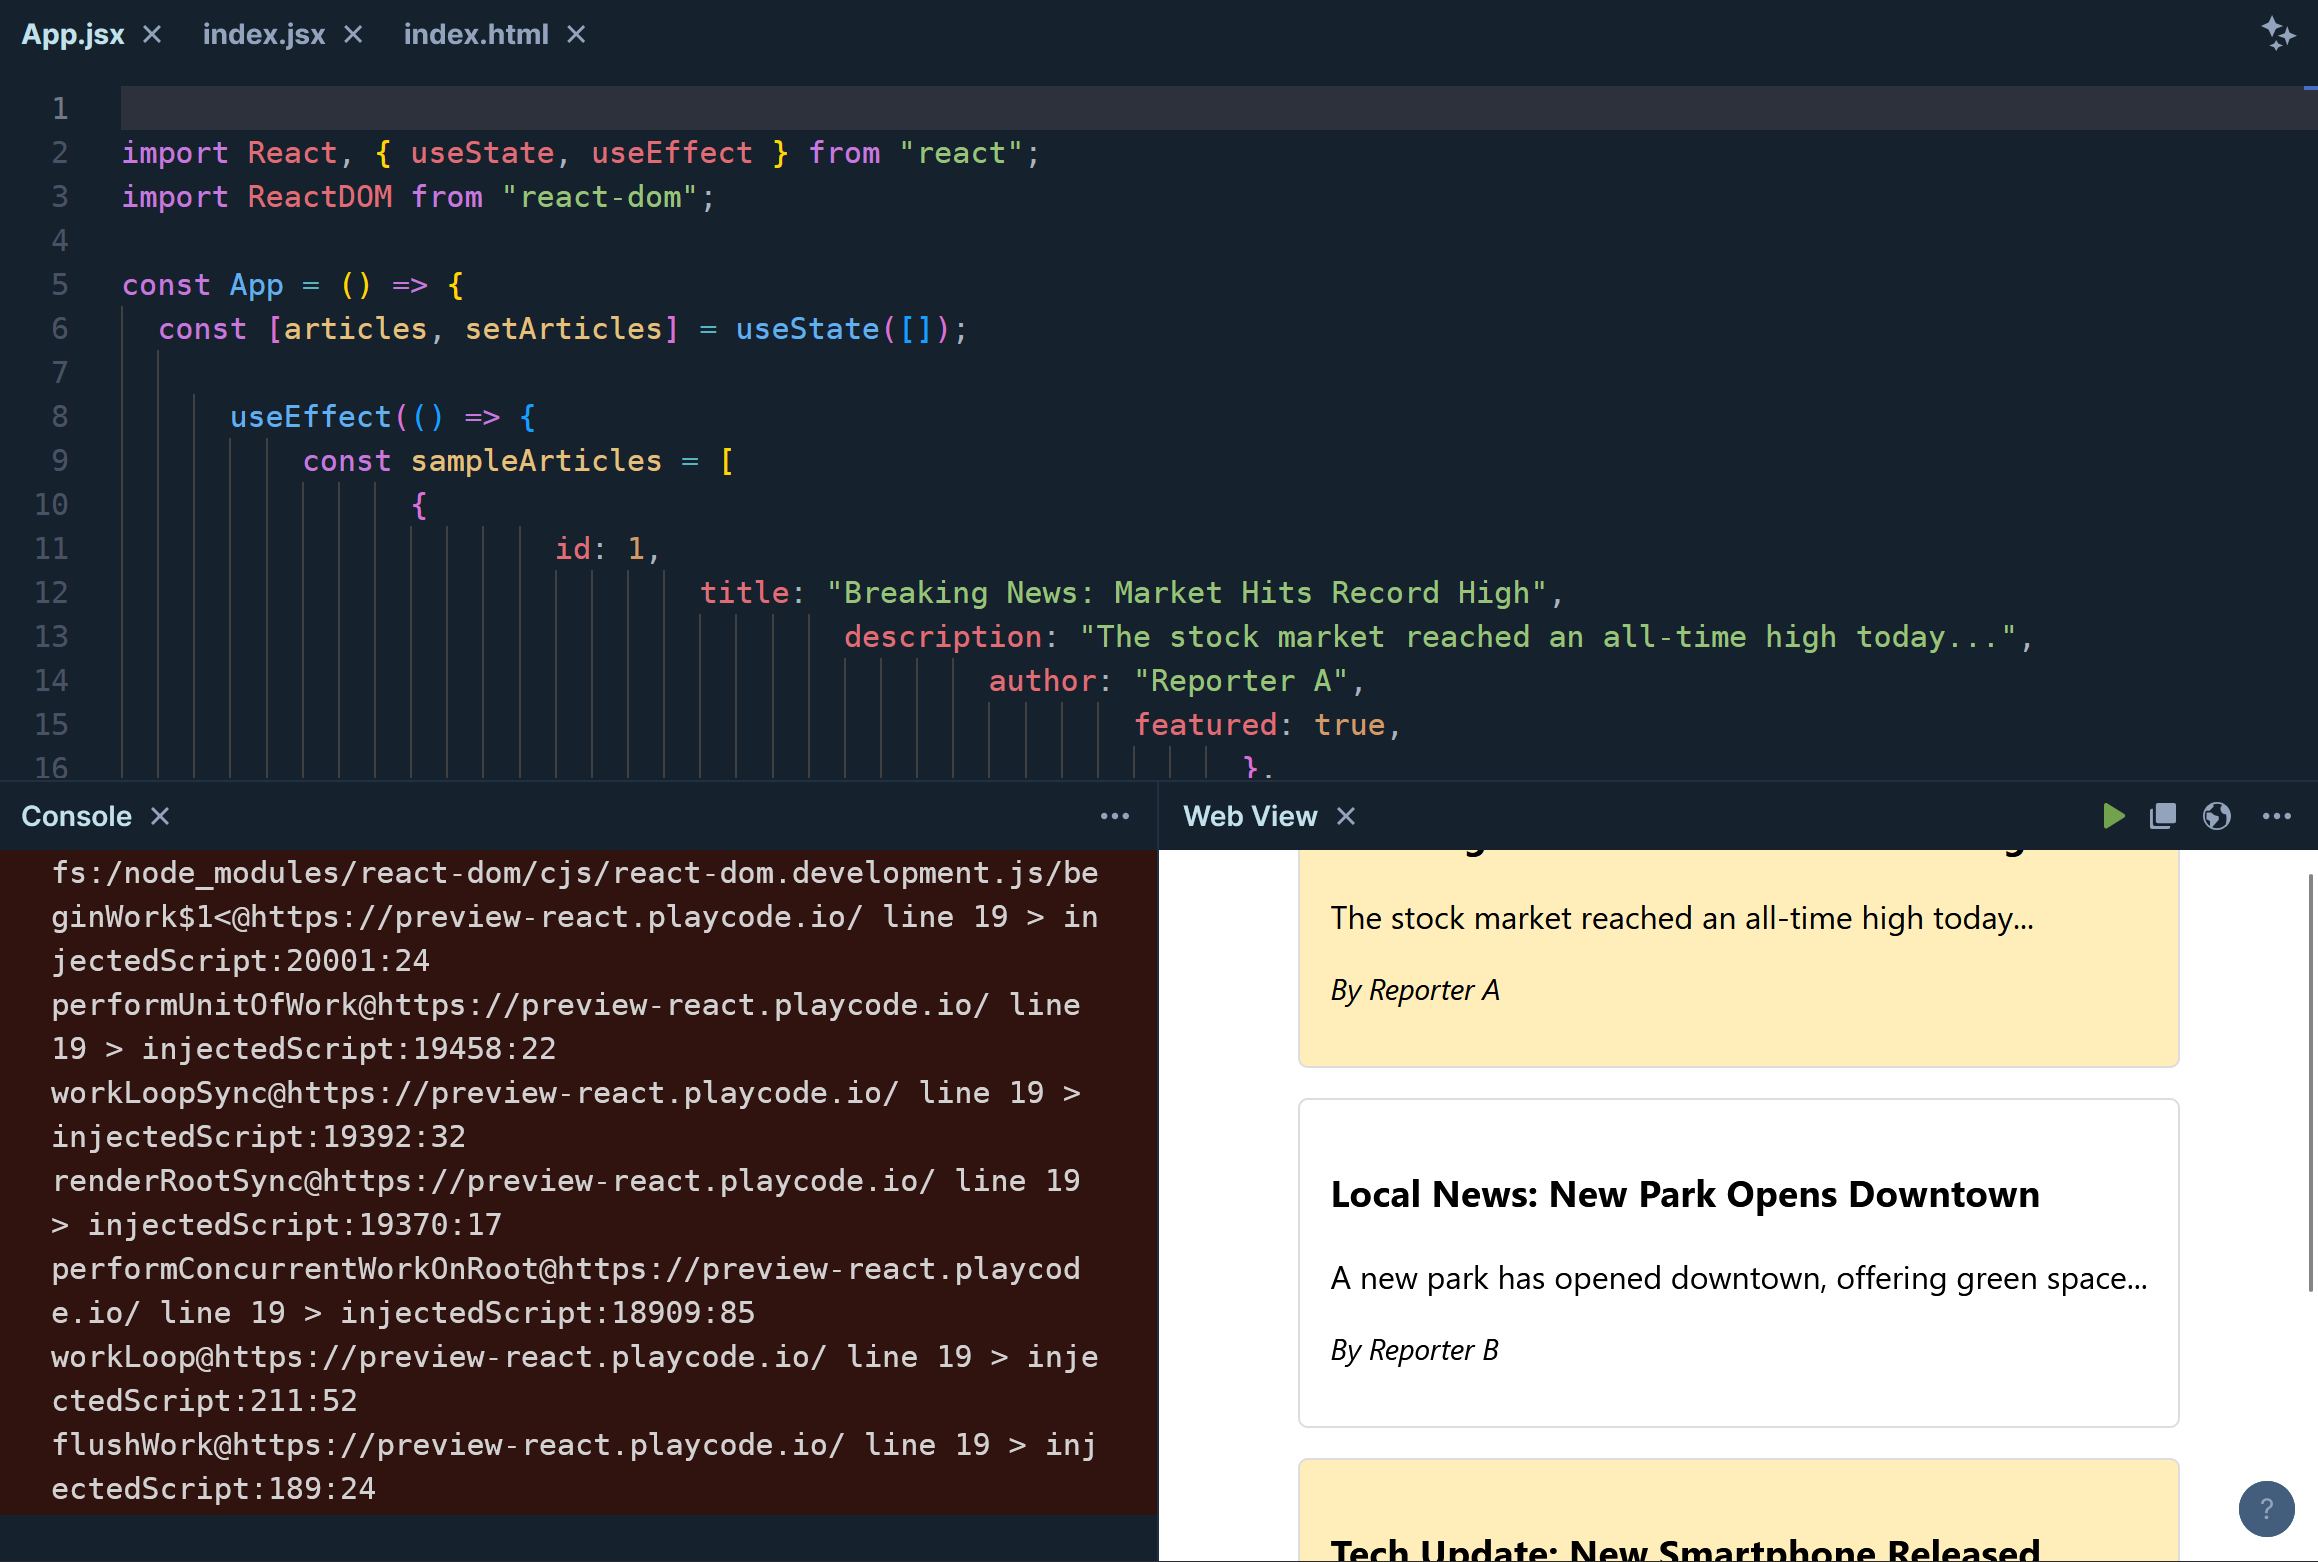 App.jsx index.jsx index.html
1
2 import React, { useState, useEffect } from "react";
3 import ReactDOM from "react-dom";
4
5 const App = () => {
6 const [articles, setArticles] = useState([]);
7
8 useEffect(() => {
9 const sampleArticles = [
10 {
11 id: 1,
12 title: "Breaking News: Market Hits Record High",
13 description: "The stock market reached an all-time high today...",
14 author: "Reporter A",
15 featured: true,
16 },
Console
fs:/node_modules/react-dom/cjs/react-dom.development.js/be
ginWork$1<@https://preview-react.playcode.io/ line 19 > in
jectedScript:20001:24
performUnitOfWork@https://preview-react.playcode.io/ line
19 > injectedScript:19458:22
workLoopSync@https://preview-react.playcode.io/ line 19 >
injectedScript:19392:32
renderRootSync@https://preview-react.playcode.io/ line 19
> injectedScript:19370:17
performConcurrentWorkOnRoot@https://preview-react.playcod
e.io/ line 19 > injectedScript:18909:85
workLoop@https://preview-react.playcode.io/ line 19 > inje
ctedScript:211:52
flushWork@https://preview-react.playcode.io/ line 19 > inj
ectedScript:189:24
Web View
The stock market reached an all-time high today...
By Reporter A
Local News: New Park Opens Downtown
A new park has opened downtown, offering green space...
By Reporter B
Tech Update: New Smartphone Released
?